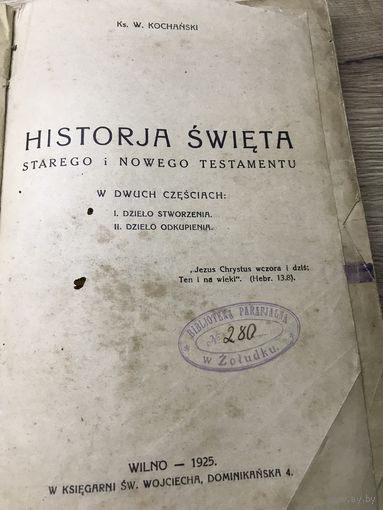 Ks. W. KOCHAŃSKI
HISTORJA ŚWIĘTA
STAREGO i NOWEGO TESTAMENTU
W DWUCH CZĘŚCIACH:
I. DZIEŁO STWORZENIA.
II. DZIEŁO ODKUPIENIA.
„Jezus Chrystus wczora i dziś;
Ten i na wieki". (Hebr. 13.8).
BIBLJOTEKA PARAFJALNA
№ 280
w Żołudku.
WILNO — 1925.
W KSIĘGARNI ŚW. WOJCIECHA, DOMINIKAŃSKA 4.